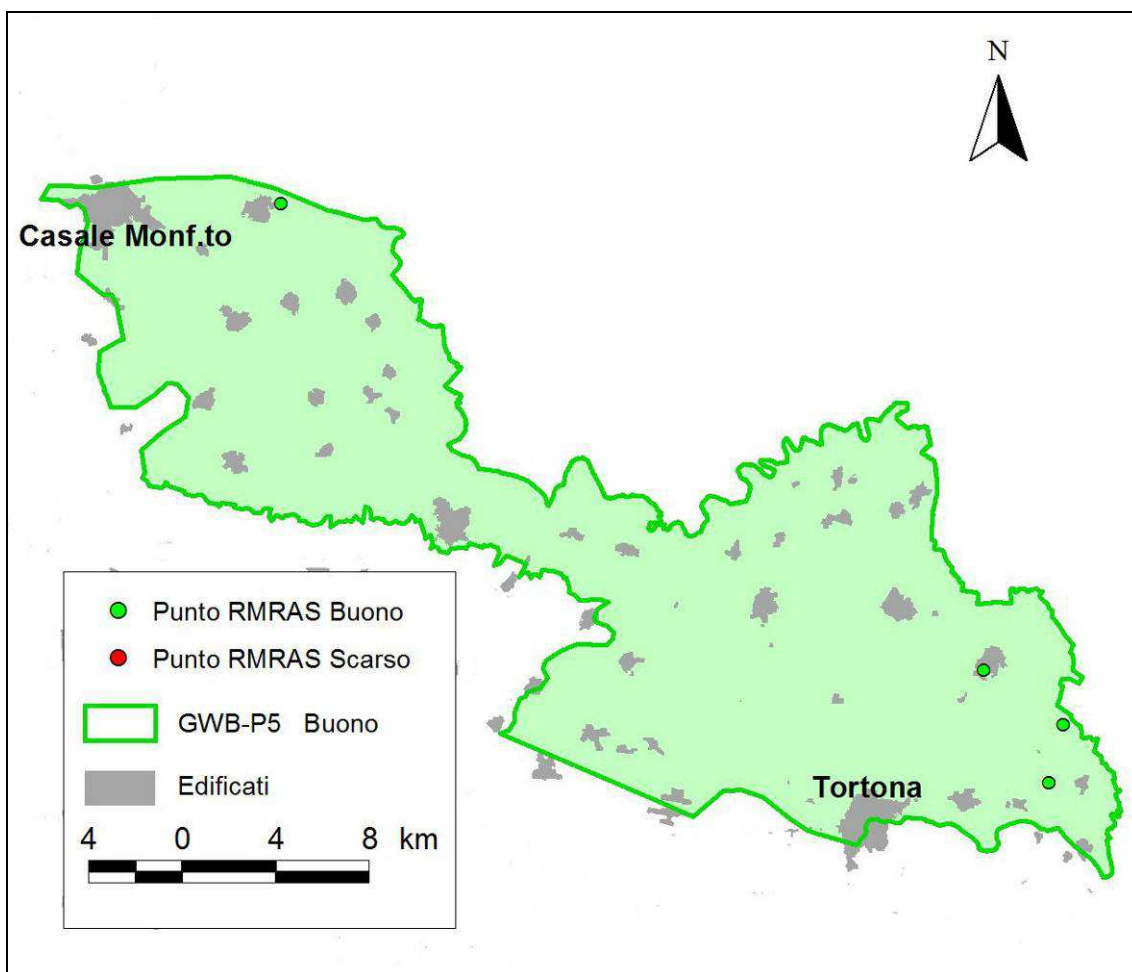 N
Casale Monf.to
Punto RMRAS Buono
Punto RMRAS Scarso
GWB-P5 Buono
Edificati
4 0 4 8 km
Tortona